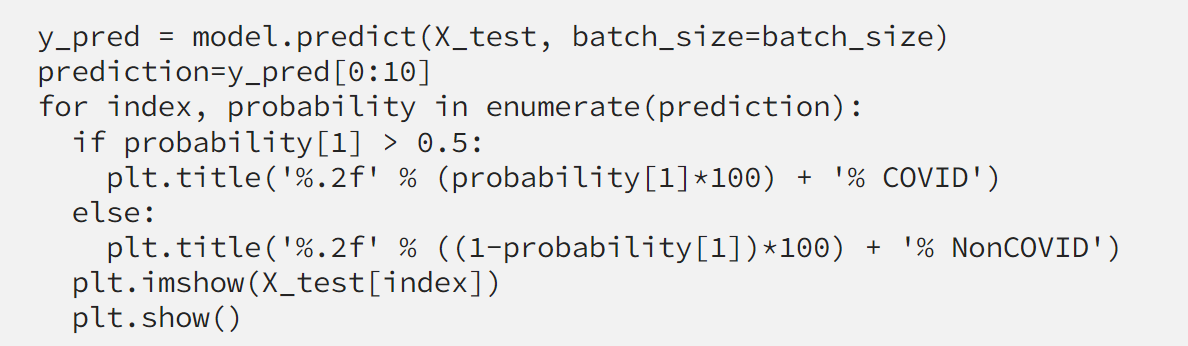 y_pred = model.predict(X_test, batch_size=batch_size)
prediction=y_pred[0:10]
for index, probability in enumerate(prediction):
  if probability[1] > 0.5:
    plt.title('%.2f' % (probability[1]*100) + '% COVID')
  else:
    plt.title('%.2f' % ((1-probability[1])*100) + '% NonCOVID')
  plt.imshow(X_test[index])
  plt.show()